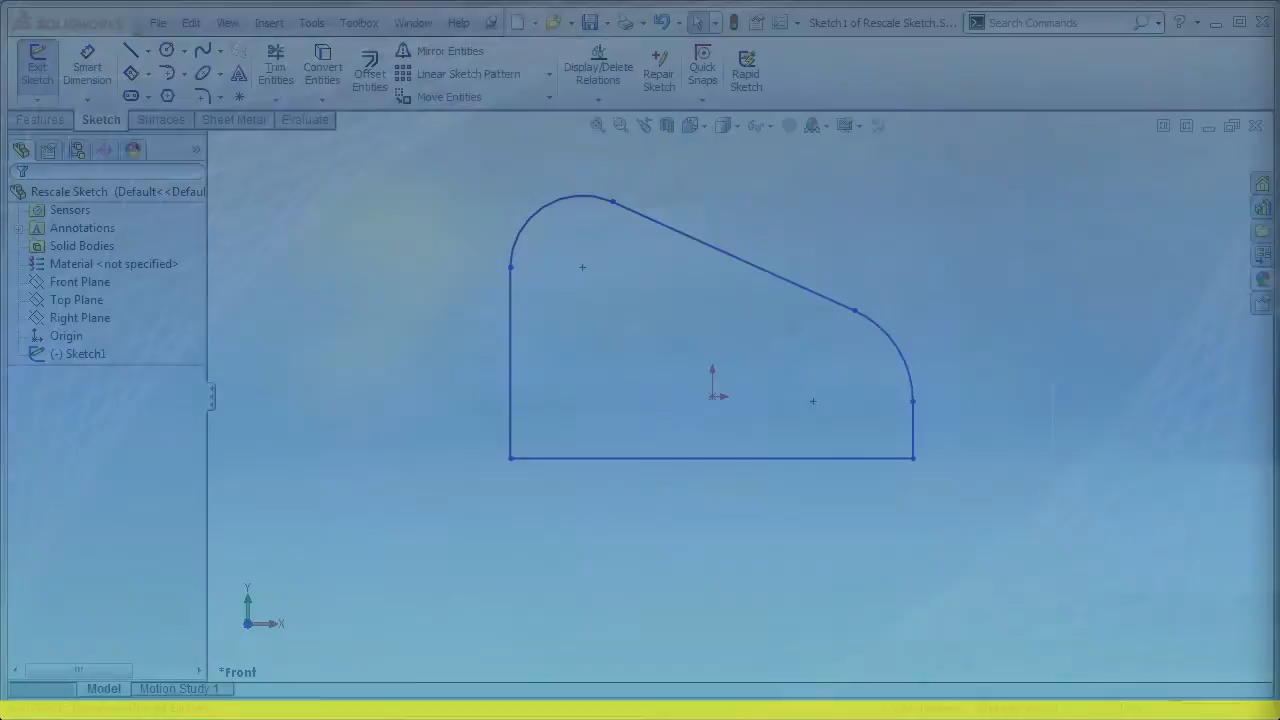 SOLIDWORKS File Edit View Insert Tools Toolbox Window Help Sketch1 of Rescale Sketch.S... Search Commands
Exit Sketch
Smart Dimension
Trim Entities
Convert Entities
Offset Entities
Mirror Entities
Linear Sketch Pattern
Move Entities
Display/Delete Relations
Repair Sketch
Quick Snaps
Rapid Sketch
Features Sketch Surfaces Sheet Metal Evaluate
Rescale Sketch (Default<<Defaul
Sensors
Annotations
Solid Bodies
Material <not specified>
Front Plane
Top Plane
Right Plane
Origin
(-) Sketch1
Y
X
*Front
Model Motion Study 1